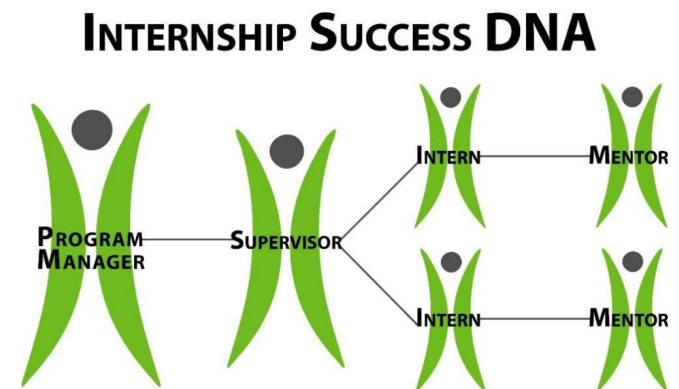 INTERNSHIP SUCCESS DNA
PROGRAM
MANAGER
SUPERVISOR
INTERN
MENTOR
INTERN
MENTOR